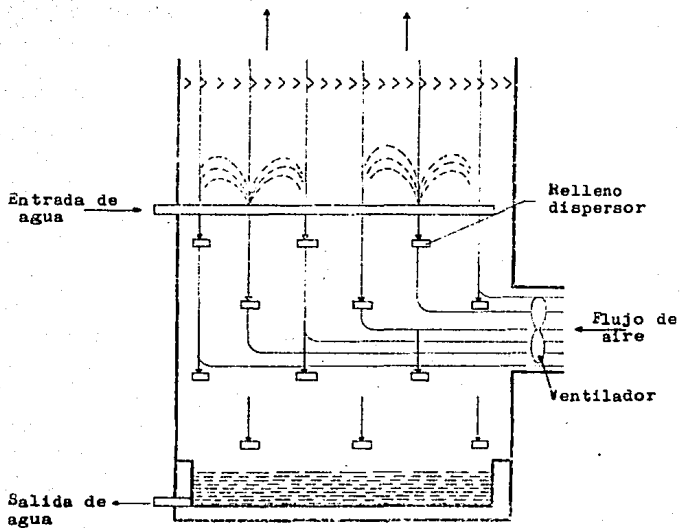 Entrada de
agua
Relleno
dispersor
Flujo de
aire
Ventilador
Salida de
agua